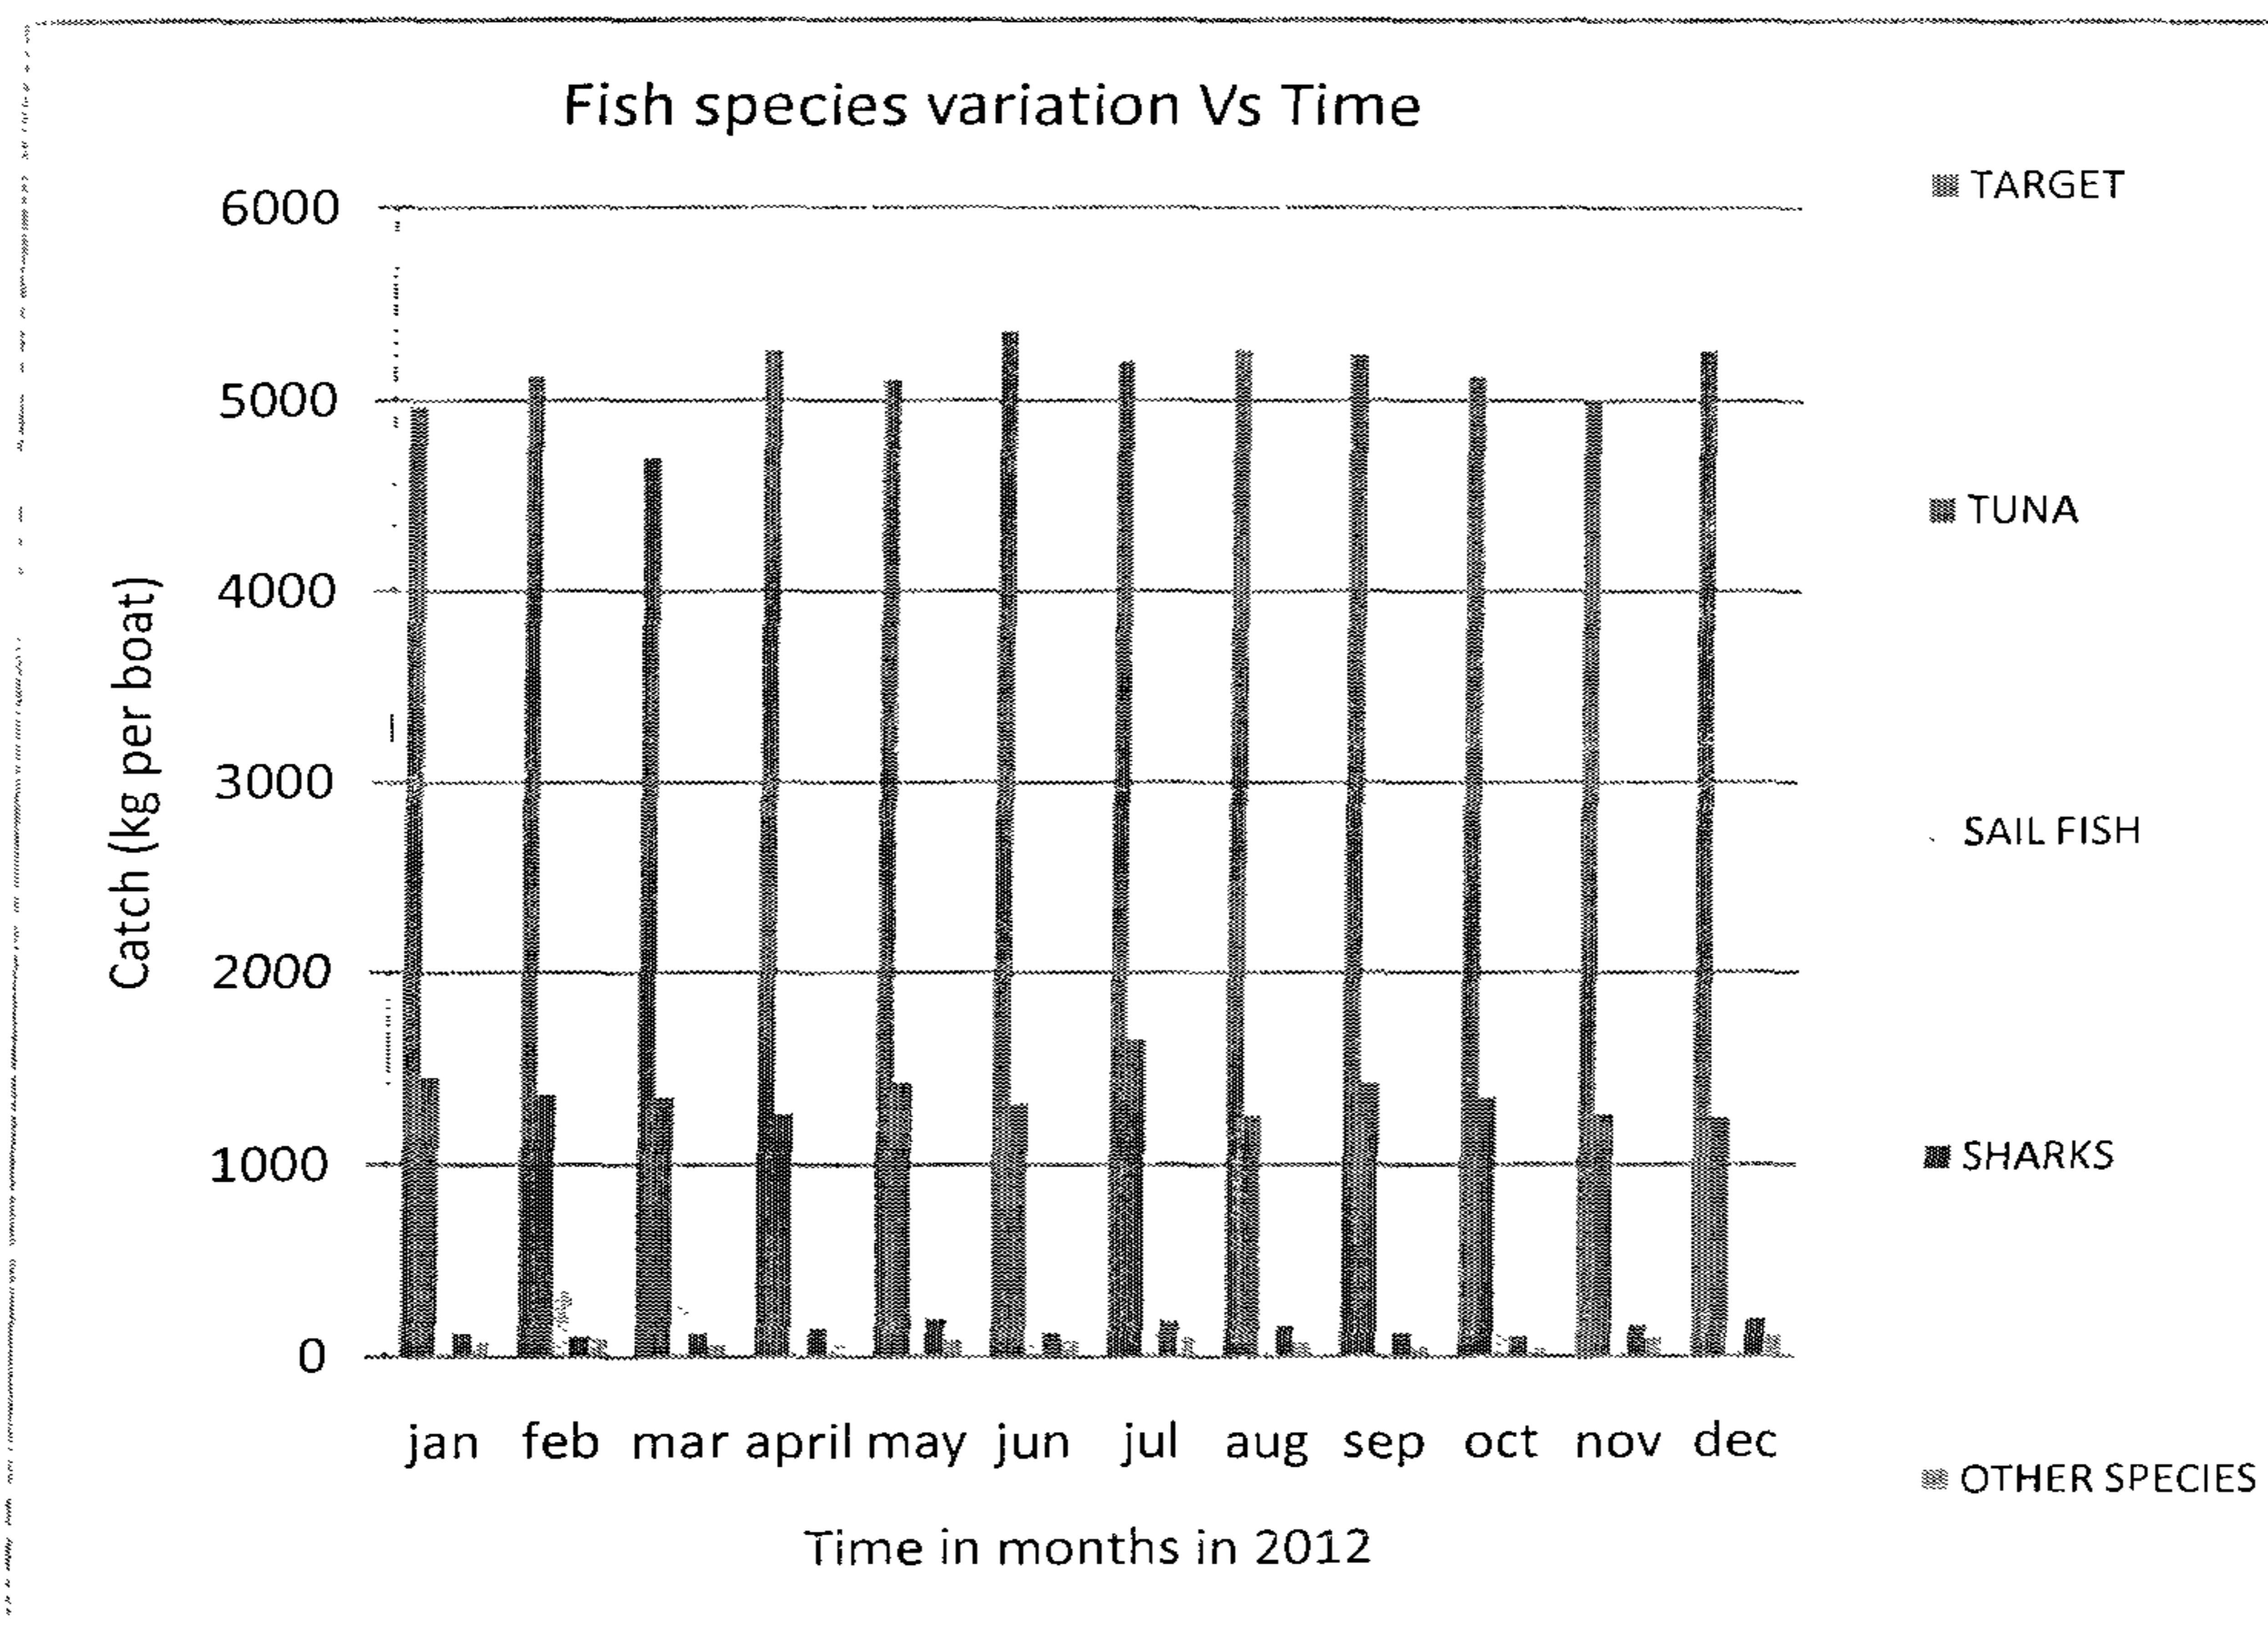 Fish species variation Vs Time
6000
5000
4000
3000
2000
1000
0
Catch (kg per boat)
jan feb mar april may jun jul aug sep oct nov dec
Time in months in 2012
TARGET
TUNA
SAIL FISH
SHARKS
OTHER SPECIES